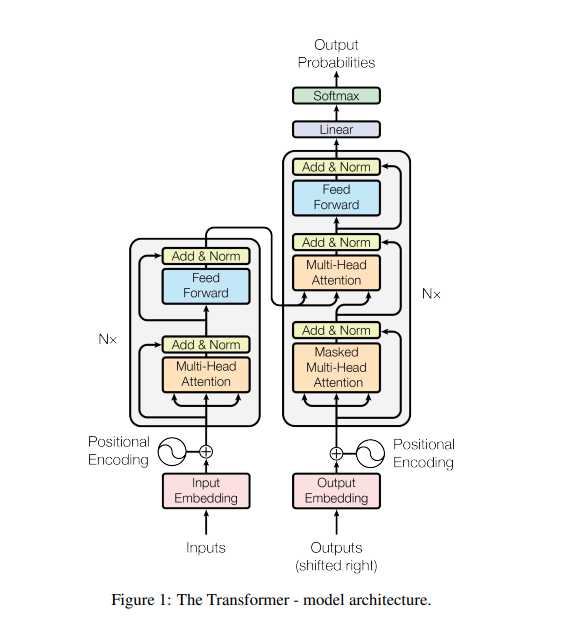 Output
Probabilities
Softmax
Linear
Add & Norm
Feed
Forward
Add & Norm
Multi-Head
Attention
Add & Norm
Masked
Multi-Head
Attention
Nx
Add & Norm
Feed
Forward
Add & Norm
Multi-Head
Attention
Nx
Positional
Encoding
Positional
Encoding
Input
Embedding
Output
Embedding
Inputs
Outputs
(shifted right)
Figure 1: The Transformer - model architecture.